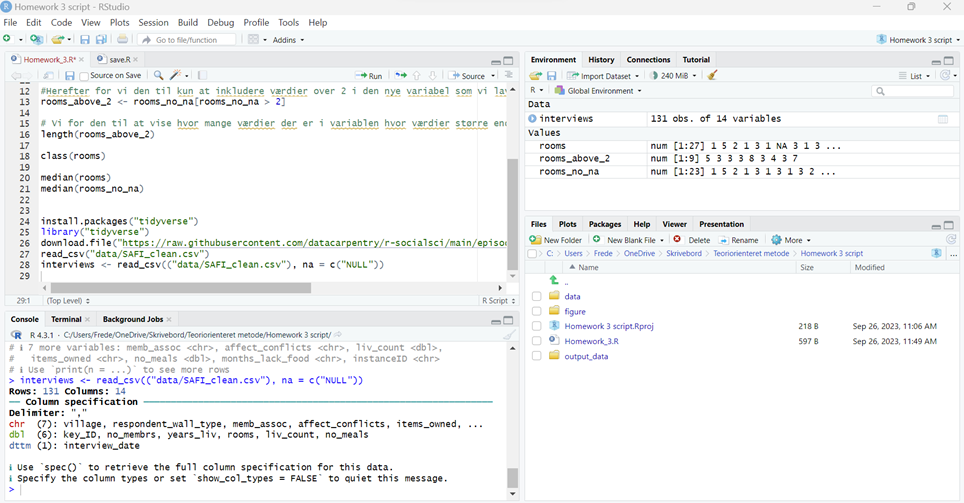 Homework 3 script - RStudio
File Edit Code View Plots Session Build Debug Profile Tools Help
Go to file/function Addins Homework 3 script
Homework_3.R* save.R
Source on Save Run Source
12 #Herefter for vi den til kun at inkludere værdier over 2 i den nye variabel som vi
13 rooms_above_2 <- rooms_no_na[rooms_no_na > 2]
14
15 # Vi for den til at vise hvor mange værdier der er i variablen hvor værdier større
16 length(rooms_above_2)
17
18 class(rooms)
19
20 median(rooms)
21 median(rooms_no_na)
22
23
24 install.packages("tidyverse")
25 library("tidyverse")
26 download.file("https://raw.githubusercontent.com/datacarpentry/r-socialsci/main/episo
27 read_csv("data/SAFI_clean.csv")
28 interviews <- read_csv(("data/SAFI_clean.csv"), na = c("NULL"))
29
29:1 (Top Level) R Script
Console Terminal Background Jobs
R 4.3.1 · C:/Users/Frede/OneDrive/Skrivebord/Teoriorienteret metode/Homework 3 script/
# ℹ 7 more variables: memb_assoc <chr>, affect_conflicts <chr>, liv_count <dbl>,
# items_owned <chr>, no_meals <dbl>, months_lack_food <chr>, instanceID <chr>
# ℹ Use `print(n = ...)` to see more rows
> interviews <- read_csv(("data/SAFI_clean.csv"), na = c("NULL"))
Rows: 131 Columns: 14
── Column specification ────────
Delimiter: ","
chr (7): village, respondent_wall_type, memb_assoc, affect_conflicts, items_owned, ...
dbl (6): key_ID, no_membrs, years_liv, rooms, liv_count, no_meals
dttm (1): interview_date
ℹ Use `spec()` to retrieve the full column specification for this data.
ℹ Specify the column types or set `show_col_types = FALSE` to quiet this message.
>
Environment History Connections Tutorial
Import Dataset 240 MiB List
R Global Environment
Data
interviews 131 obs. of 14 variables
Values
rooms num [1:27] 1 5 2 1 3 1 NA 3 1 3 ...
rooms_above_2 num [1:9] 5 3 3 3 8 3 4 3 7
rooms_no_na num [1:23] 1 5 2 1 3 1 3 1 3 2 ...
Files Plots Packages Help Viewer Presentation
New Folder New Blank File Delete Rename More
C: Users Frede OneDrive Skrivebord Teoriorienteret metode Homework 3 script ...
Name Size Modified
..
data
figure
Homework 3 script.Rproj 218 B Sep 26, 2023, 11:06 AM
Homework_3.R 597 B Sep 26, 2023, 11:49 AM
output_data